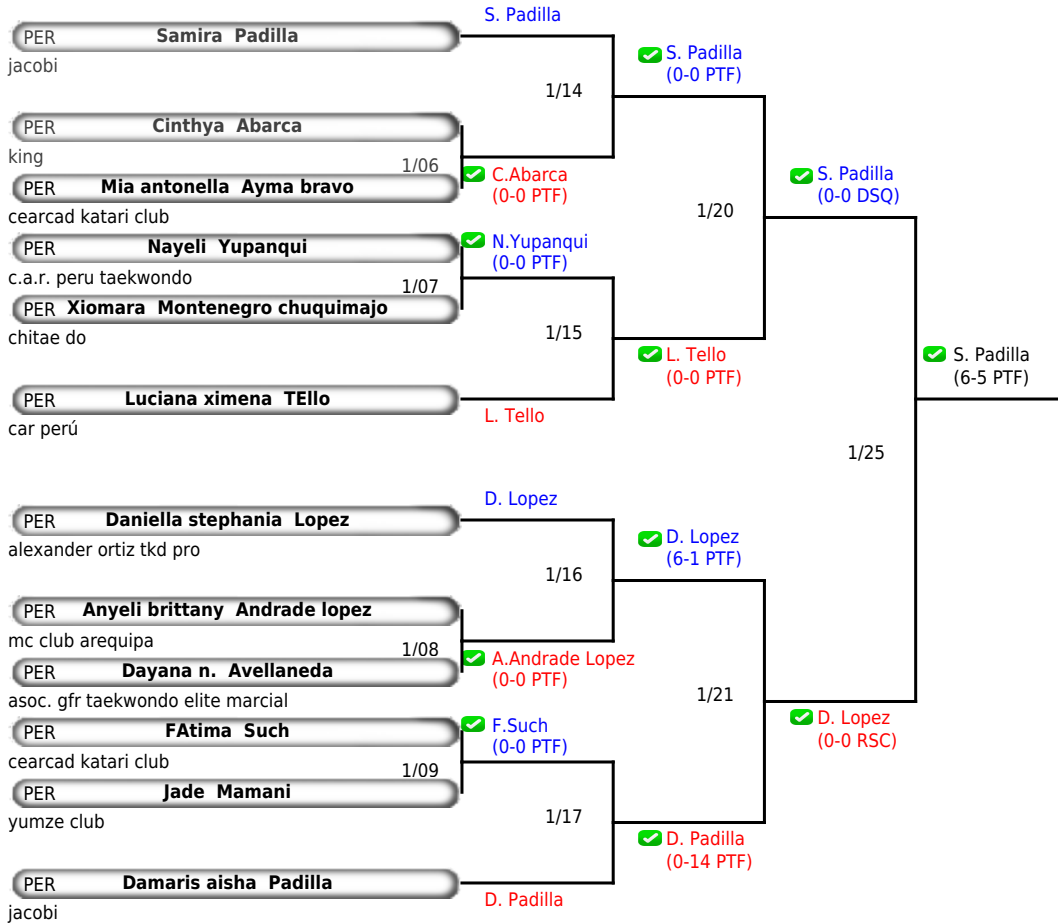 S. Padilla
PER Samira Padilla
jacobi
S. Padilla
(0-0 PTF)
1/14
PER Cinthya Abarca
king
1/06
C.Abarca
(0-0 PTF)
PER Mia antonella Ayma bravo
cearcad katari club
S. Padilla
(0-0 DSQ)
1/20
PER Nayeli Yupanqui
N.Yupanqui
(0-0 PTF)
c.a.r. peru taekwondo
1/07
PER Xiomara Montenegro chuquimajo
chitae do
1/15
L. Tello
(0-0 PTF)
S. Padilla
(6-5 PTF)
PER Luciana ximena TEllo
L. Tello
car perú
1/25
D. Lopez
PER Daniella stephania Lopez
alexander ortiz tkd pro
D. Lopez
(6-1 PTF)
1/16
PER Anyeli brittany Andrade lopez
mc club arequipa
1/08
A.Andrade Lopez
(0-0 PTF)
PER Dayana n. Avellaneda
asoc. gfr taekwondo elite marcial
1/21
D. Lopez
(0-0 RSC)
PER FAtima Such
F.Such
(0-0 PTF)
cearcad katari club
1/09
PER Jade Mamani
yumze club
1/17
D. Padilla
(0-14 PTF)
PER Damaris aisha Padilla
D. Padilla
jacobi